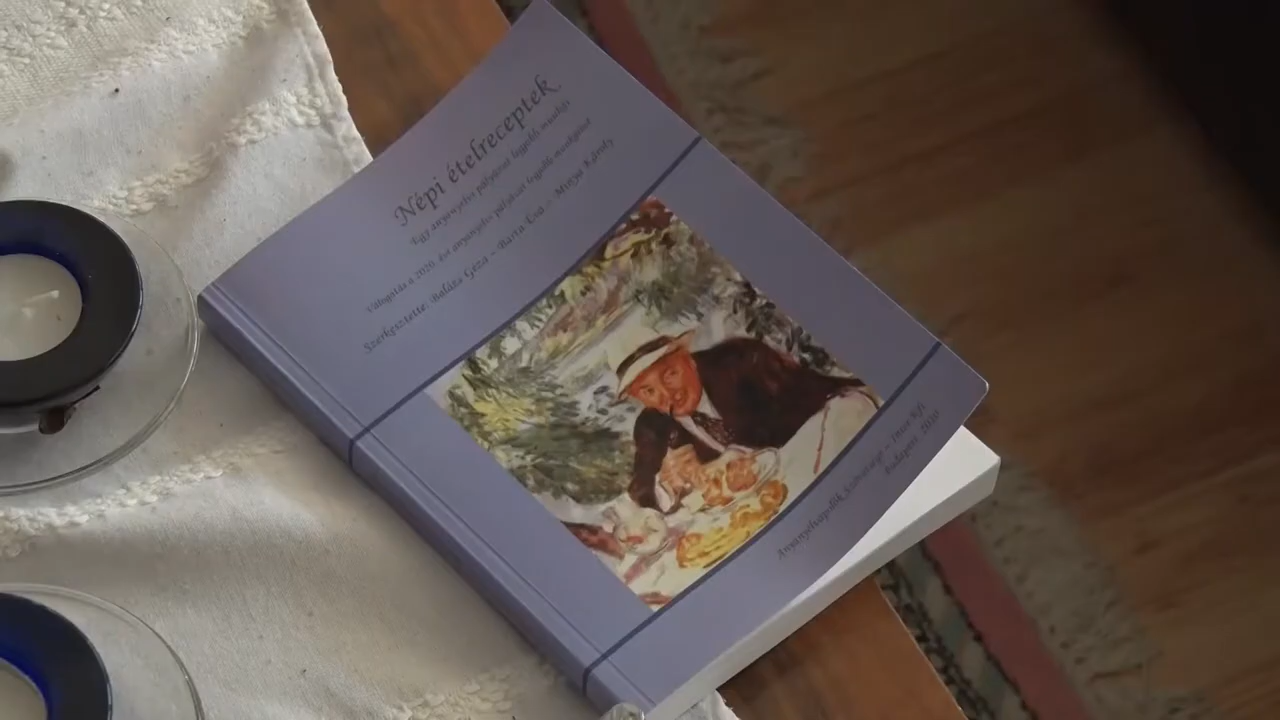 Népi ételreceptek
Egy anyanyelvi pályázat legjobb munkái
Válogatás a 2020. évi anyanyelvi pályázat legjobb munkáiból
Szerkesztette: Balázs Géza – Barta Éva – Minya Károly
Anyanyelvápolók Szövetsége – Inter Kft.
Budapest, 2020